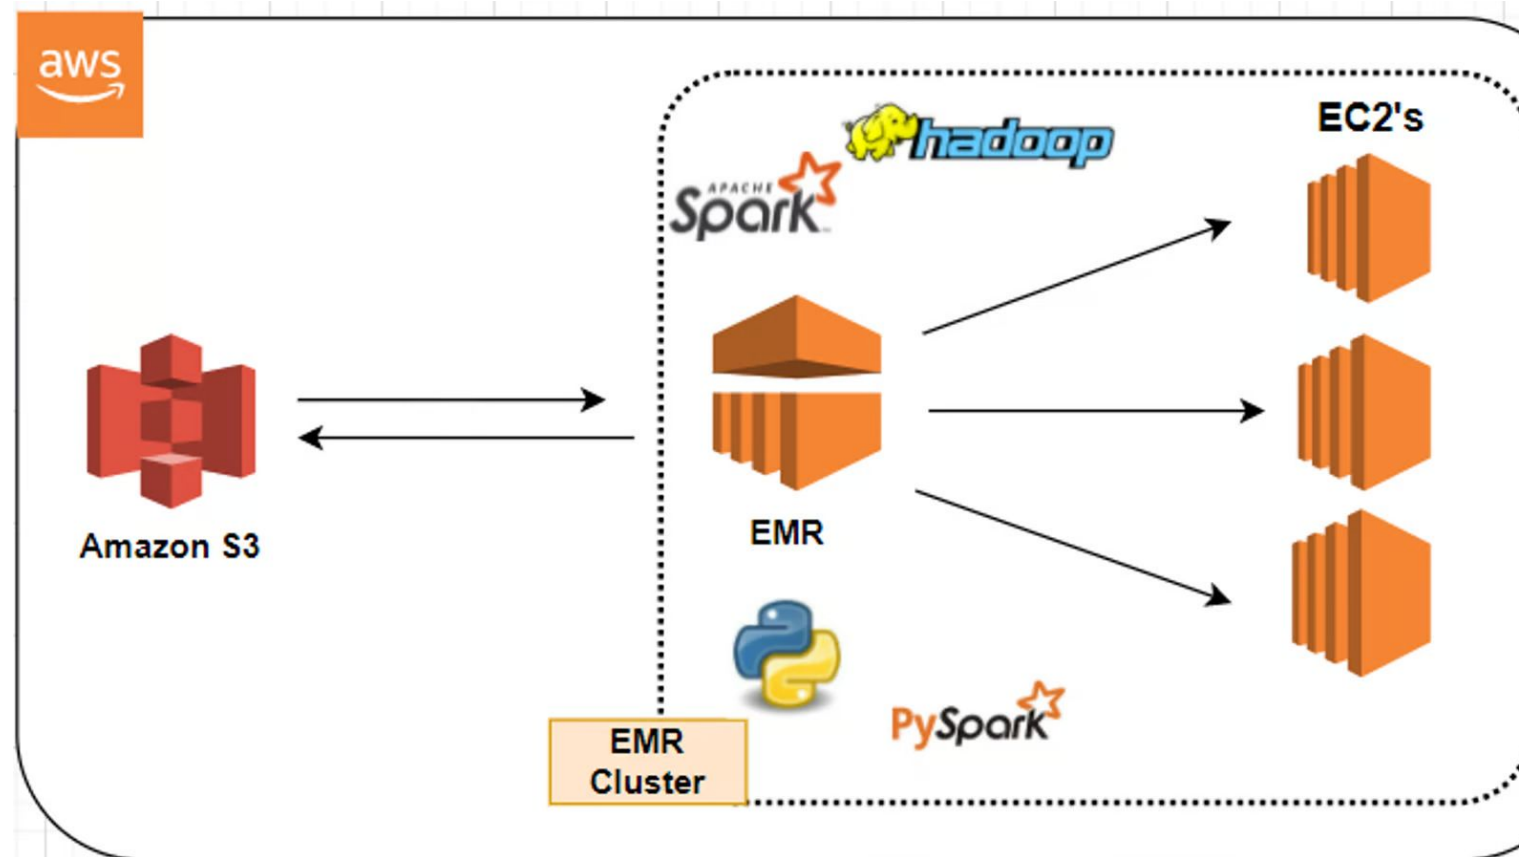 aws
EC2's
hadoop
APACHE
Spark
Amazon S3
EMR
PySpark
EMR
Cluster